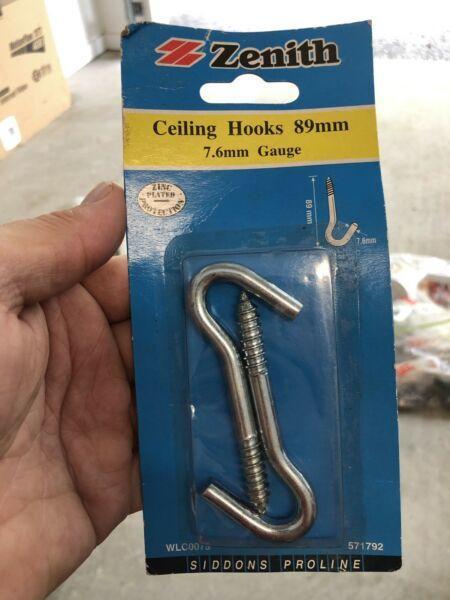 Zenith
Ceiling Hooks 89mm
7.6mm Gauge
ZINC
PLATED
PROTECTION
89 mm
7.6mm
571792
SIDDONS PROLINE